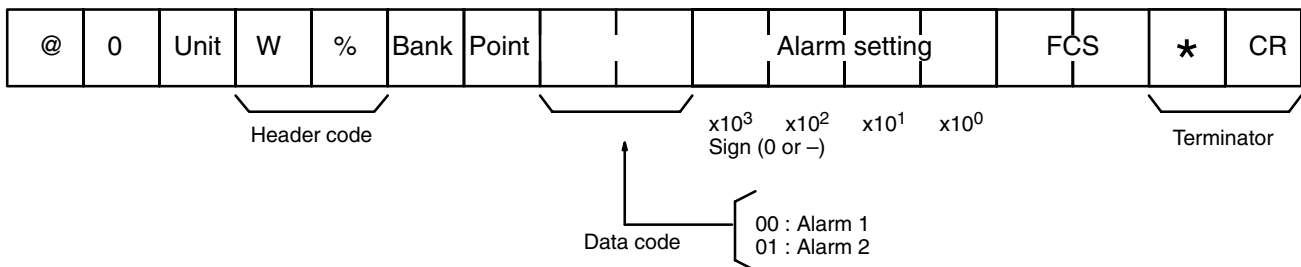 @ 0 Unit W % Bank Point Alarm setting FCS * CR
Header code x10³ x10² x10¹ x10⁰ Terminator
Sign (0 or –)
Data code 00 : Alarm 1
01 : Alarm 2